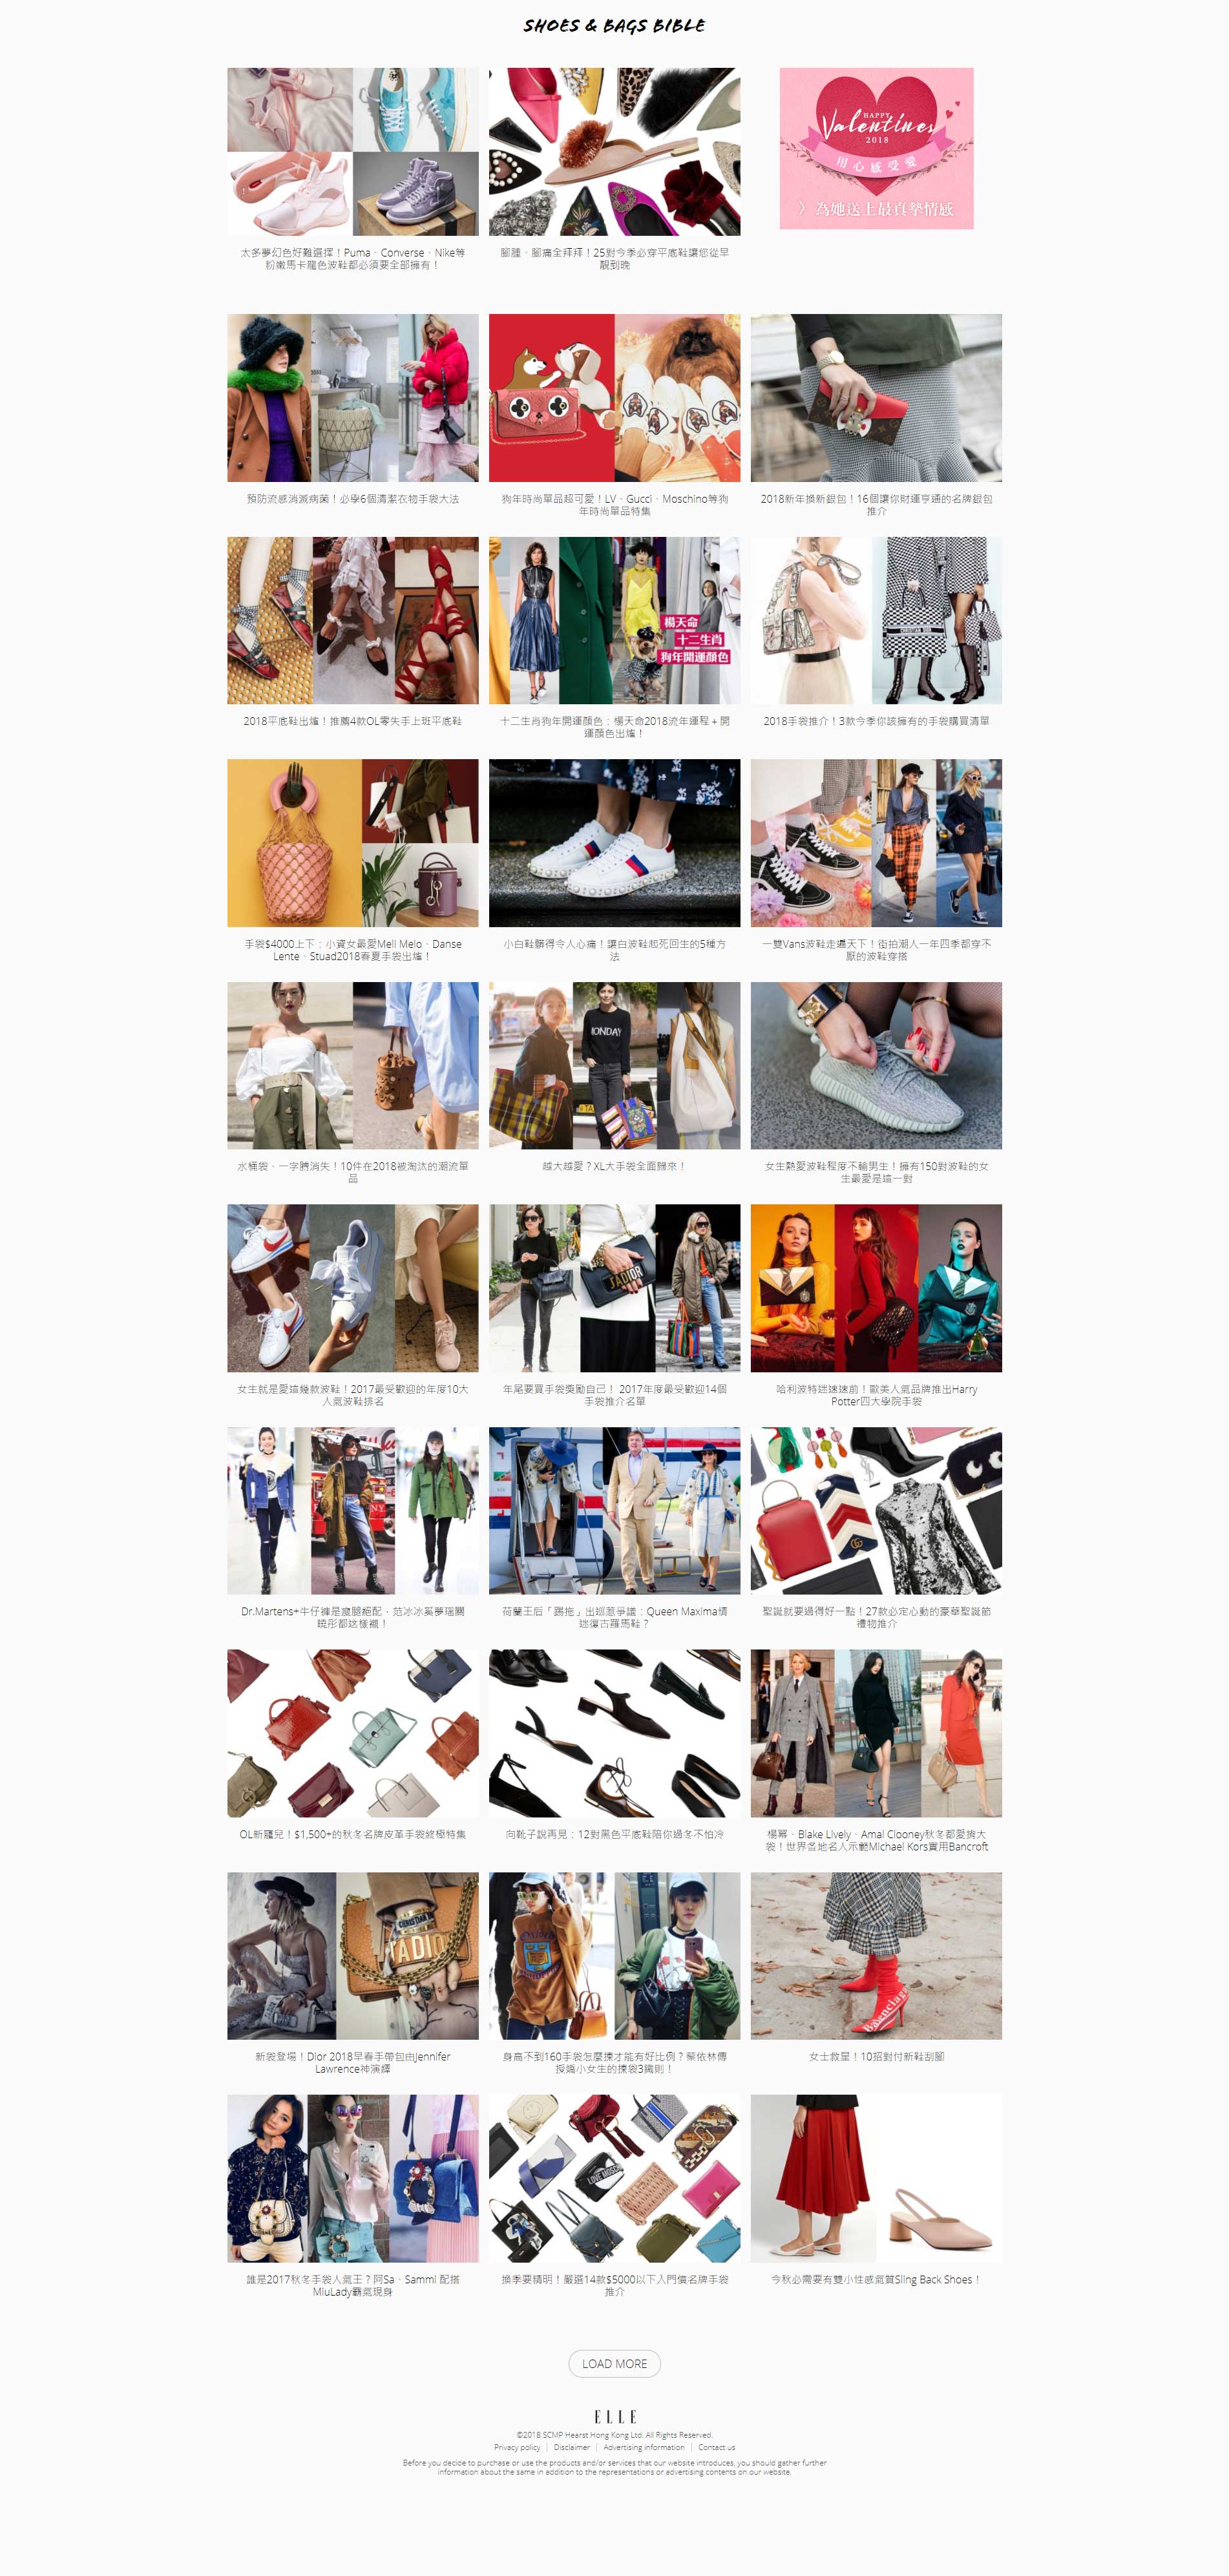 SHOES & BAGS BIBLE
HAPPY
Valentines
2018
用心感受愛
〉為她送上最真摯情感
太多夢幻色好難選擇！Puma、Converse、Nike等
粉嫩馬卡龍色波鞋都必須要全部擁有！
腳腫、腳痛全拜拜！25對今季必穿平底鞋讓您從早
靚到晚
預防流感消滅病菌！必學6個清潔衣物手袋大法
狗年時尚單品超可愛！LV、Gucci、Moschino等狗
年時尚單品特集
2018新年換新銀包！16個讓你財運亨通的名牌銀包
推介
楊天命
十二生肖
狗年開運顏色
2018平底鞋出爐！推薦4款OL零失手上班平底鞋
十二生肖狗年開運顏色：楊天命2018流年運程+開
運顏色出爐！
2018手袋推介！3款今季你該擁有的手袋購買清單
手袋$4000上下：小資女最愛Mell Melo、Danse
Lente、Stuad2018春夏手袋出爐！
小白鞋髒得令人心痛！讓白波鞋起死回生的5種方
法
一雙Vans波鞋走遍天下！街拍潮人一年四季都穿不
厭的波鞋穿搭
MONDAY
水桶袋、一字膊消失！10件在2018被淘汰的潮流單
品
越大越愛？XL大手袋全面歸來！
女生熱愛波鞋程度不輸男生！擁有150對波鞋的女
生最愛是這一對
J'ADIOR
女生就是愛這幾款波鞋！2017最受歡迎的年度10大
人氣波鞋排名
年尾要買手袋獎勵自己！ 2017年度最受歡迎14個
手袋推介名單
哈利波特迷速速前！歐美人氣品牌推出Harry
Potter四大學院手袋
NY
Dr.Martens+牛仔褲是瘦腿絕配，范冰冰奚夢瑤關
曉彤都这樣襯！
荷蘭王后「踢拖」出巡惹爭議：Queen Maxima情
迷復古羅馬鞋？
聖誕就要過得好一點！27款必定心動的豪華聖誕節
禮物推介
OL新寵兒！$1,500+的秋冬名牌皮革手袋終極特集
向靴子說再見：12對黑色平底鞋陪你過冬不怕冷
楊冪、Blake Lively、Amal Clooney秋冬都愛揹大
袋！世界各地名人示範Michael Kors實用Bancroft
CHRISTIAN
J'ADIO
Oxford
Balenciaga
新袋登場！Dior 2018早春手帶包由Jennifer
Lawrence神演繹
身高不到160手袋怎麼揀才能有好比例？蔡依林傳
授嬌小女生的揀袋3鐵則！
女士救星！10招對付新鞋刮腳
LOVE MOSCHINO
誰是2017秋冬手袋人氣王？阿Sa、Sammi 配搭
MiuLady霸氣現身
換季要精明！嚴選14款$5000以下入門價名牌手袋
推介
今秋必需要有雙小性感氣質Sling Back Shoes！
LOAD MORE
ELLE
©2018 SCMP Hearst Hong Kong Ltd. All Rights Reserved.
Privacy policy | Disclaimer | Advertising information | Contact us
Before you decide to purchase or use the products and/or services that our website introduces, you should gather further
information about the same in addition to the representations or advertising contents on our website.